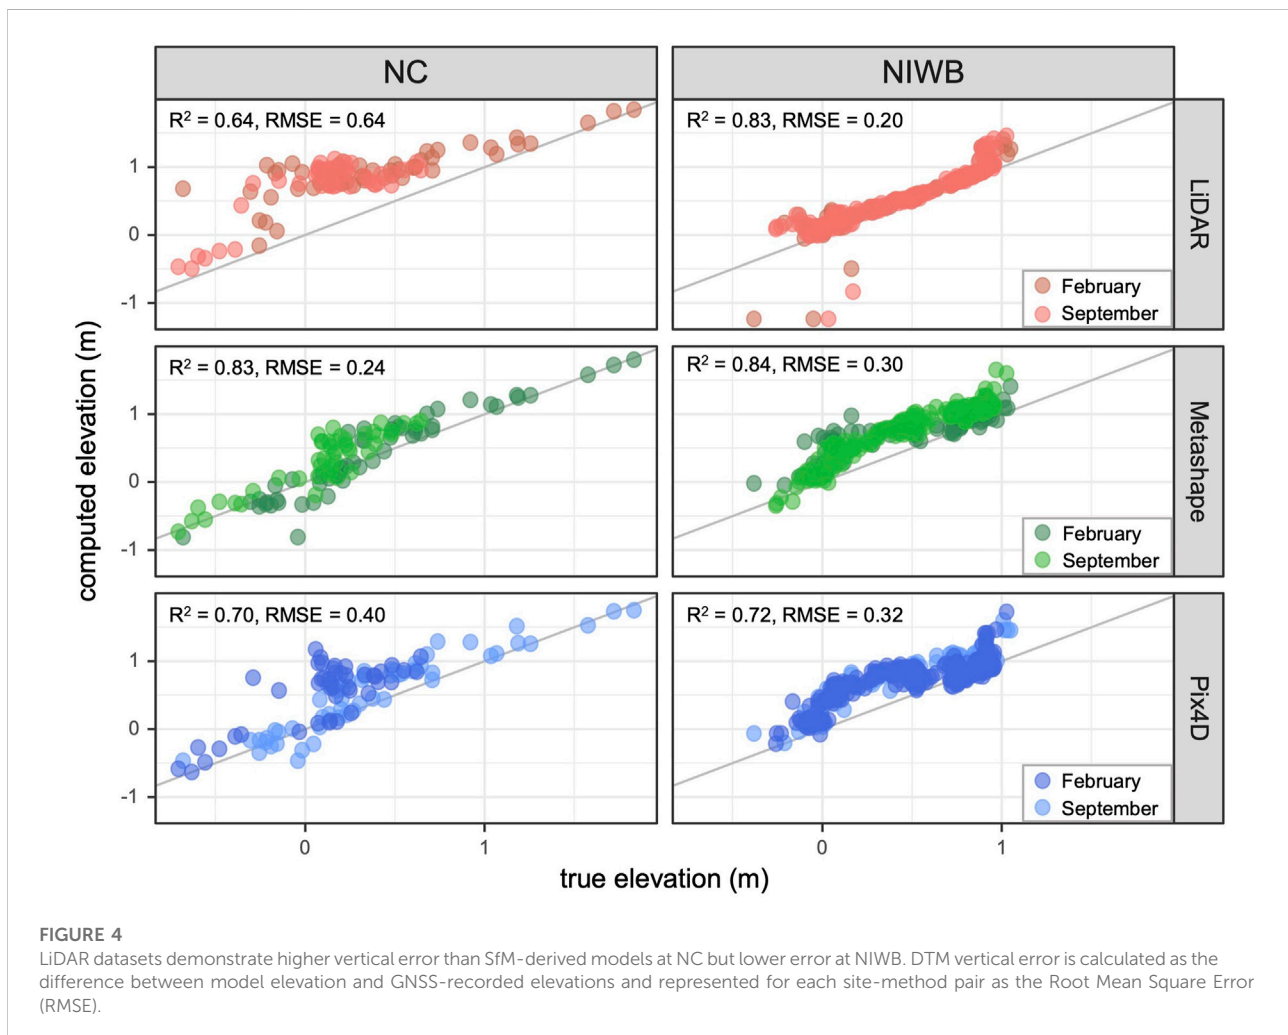 NC
NIWB
R² = 0.64, RMSE = 0.64
R² = 0.83, RMSE = 0.20
1
0
-1
LiDAR
February
September
R² = 0.83, RMSE = 0.24
R² = 0.84, RMSE = 0.30
1
0
-1
Metashape
February
September
R² = 0.70, RMSE = 0.40
R² = 0.72, RMSE = 0.32
1
0
-1
Pix4D
February
September
computed elevation (m)
0 1 0 1
true elevation (m)
FIGURE 4
LiDAR datasets demonstrate higher vertical error than SfM-derived models at NC but lower error at NIWB. DTM vertical error is calculated as the
difference between model elevation and GNSS-recorded elevations and represented for each site-method pair as the Root Mean Square Error
(RMSE).